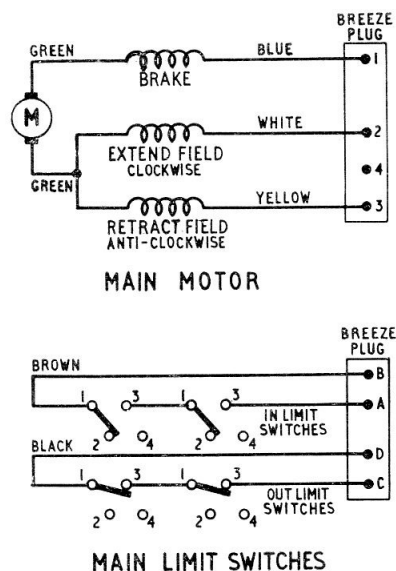 BREEZE
PLUG
GREEN
BLUE
1
BRAKE
M
WHITE
2
EXTEND FIELD
CLOCKWISE
4
GREEN
YELLOW
3
RETRACT FIELD
ANTI-CLOCKWISE
MAIN MOTOR
BREEZE
PLUG
BROWN
B
1 3 1 3
A
IN LIMIT
SWITCHES
2 4 2 4
BLACK
D
1 3 1 3
C
OUT LIMIT
SWITCHES
2 4 2 4
MAIN LIMIT SWITCHES